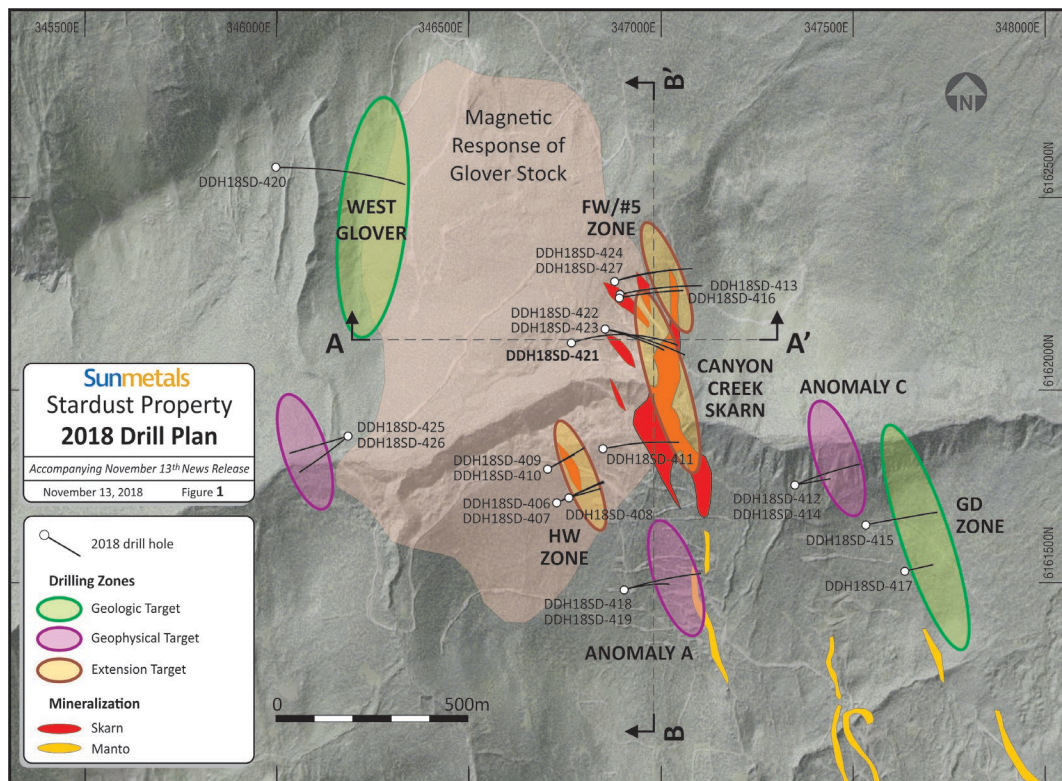 345500E
346000E
346500E
347000E
347500E
348000E
B'
N
Magnetic
Response of
Glover Stock
6162500N
DDH18SD-420
WEST
GLOVER
FW/#5
ZONE
DDH18SD-424
DDH18SD-427
DDH18SD-413
DDH18SD-416
DDH18SD-422
DDH18SD-423
DDH18SD-421
A
A'
CANYON
CREEK
SKARN
6162000N
ANOMALY C
Sunmetals
Stardust Property
2018 Drill Plan
Accompanying November 13th News Release
November 13, 2018
Figure 1
DDH18SD-425
DDH18SD-426
DDH18SD-409
DDH18SD-410
DDH18SD-411
DDH18SD-406
DDH18SD-407
DDH18SD-408
HW
ZONE
DDH18SD-412
DDH18SD-414
DDH18SD-415
GD
ZONE
DDH18SD-417
6161500N
DDH18SD-418
DDH18SD-419
ANOMALY A
2018 drill hole
Drilling Zones
Geologic Target
Geophysical Target
Extension Target
Mineralization
Skarn
Manto
0
500m
B